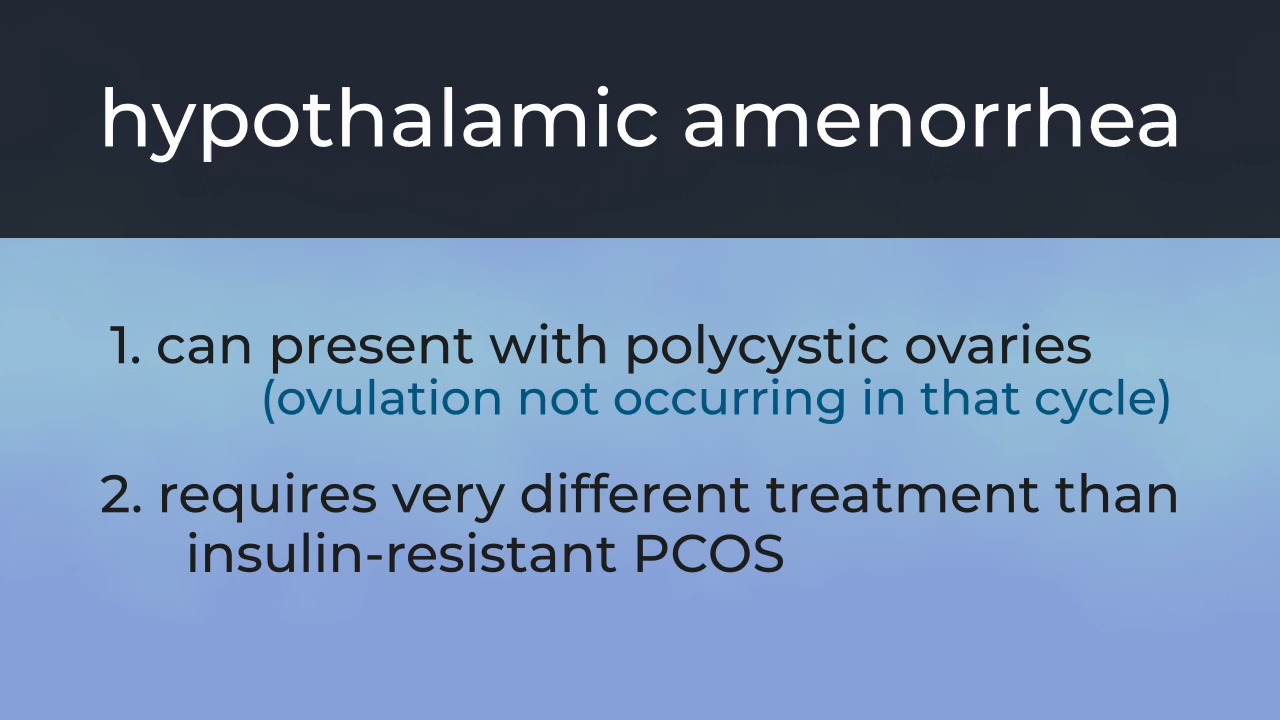 hypothalamic amenorrhea
1. can present with polycystic ovaries
(ovulation not occurring in that cycle)
2. requires very different treatment than
insulin-resistant PCOS